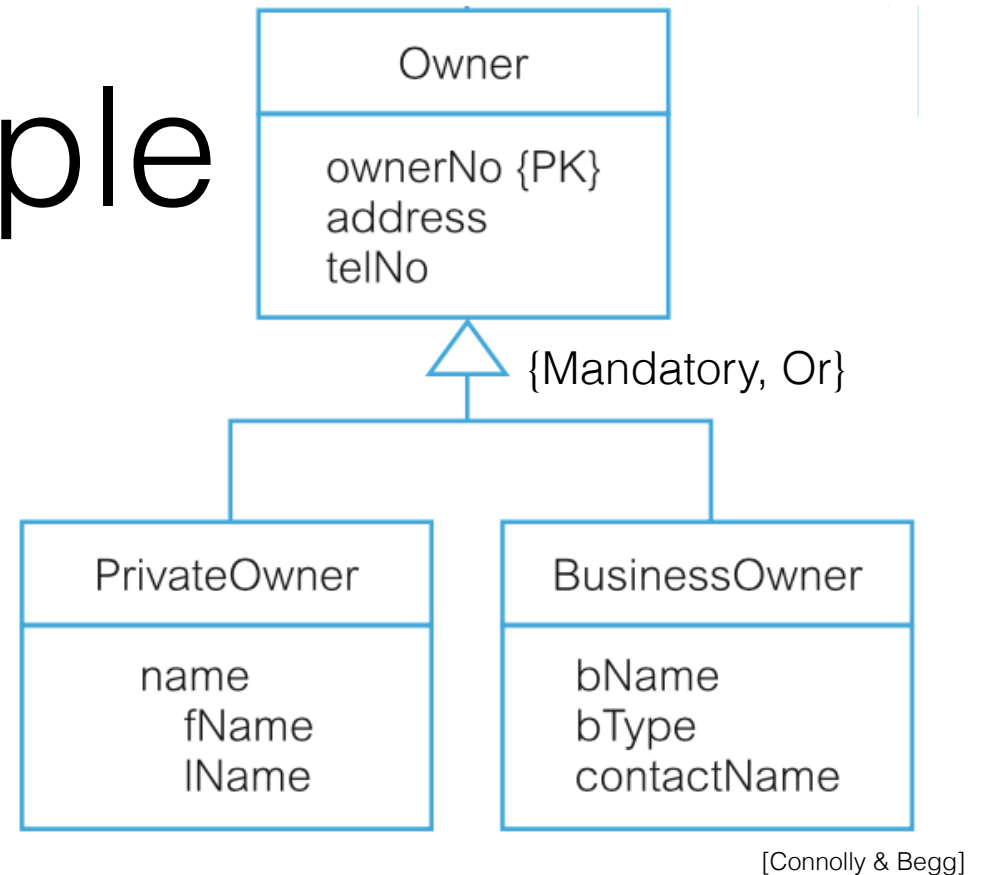 Owner
ple
ownerNo {PK}
address
telNo
{Mandatory, Or}
PrivateOwner
name
fName
lName
BusinessOwner
bName
bType
contactName
[Connolly & Begg]